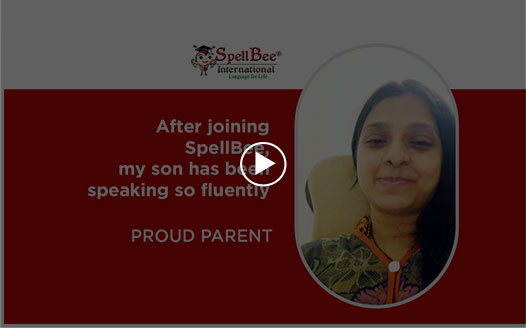 SpellBee®
International
Language for Life
After joining
SpellBee,
my son has been
speaking so fluently
PROUD PARENT